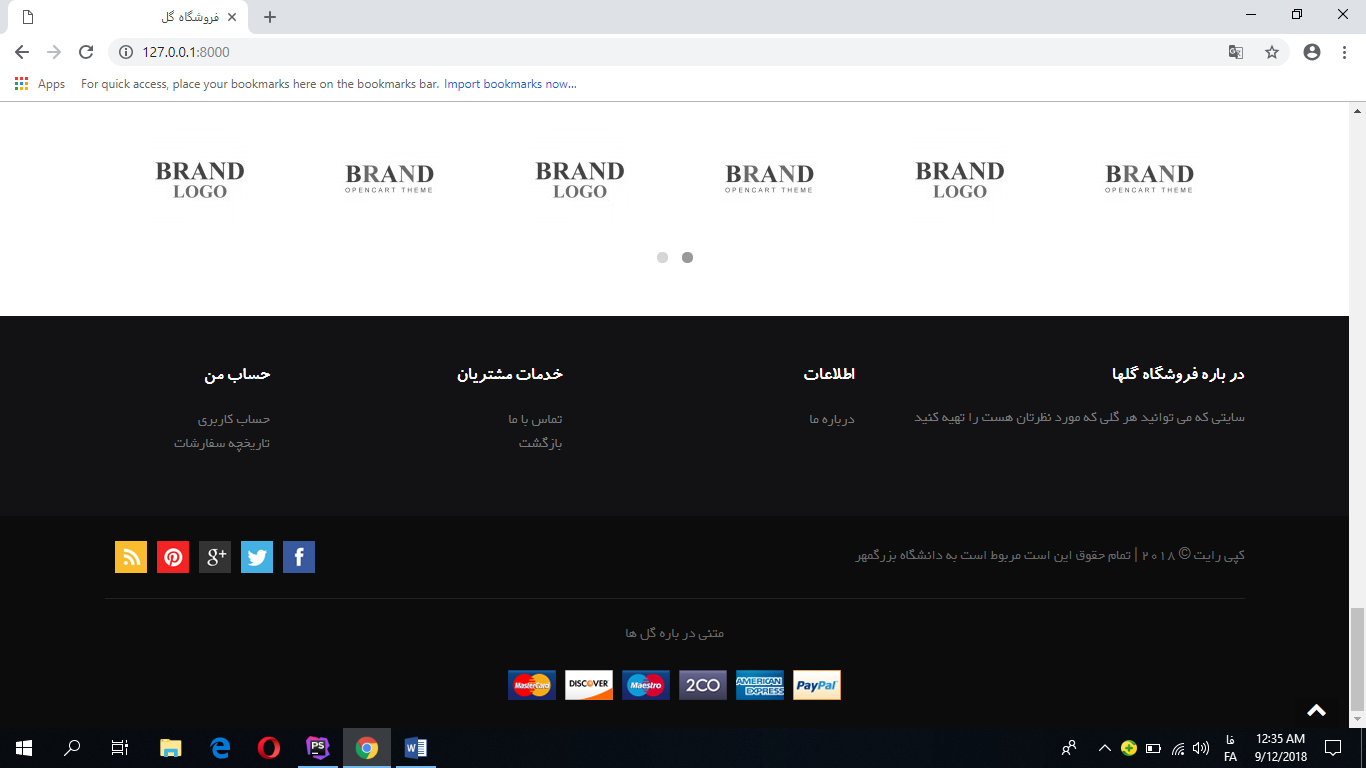 فروشگاه گل
127.0.0.1:8000
Apps For quick access, place your bookmarks here on the bookmarks bar. Import bookmarks now...
BRAND LOGO
BRAND OPENCART THEME
BRAND LOGO
BRAND OPENCART THEME
BRAND LOGO
BRAND OPENCART THEME
در باره فروشگاه گلها
سایتی که می توانید هر گلی که مورد نظرتان هست را تهیه کنید
اطلاعات
درباره ما
خدمات مشتریان
تماس با ما
بازگشت
حساب من
حساب کاربری
تاریخچه سفارشات
کپی رایت © ۲۰۱۸ | تمام حقوق این است مربوط است به دانشگاه بزرگمهر
متنی در باره گل ها
MasterCard DISCOVER Maestro 2CO AMERICAN EXPRESS PayPal
PS
فا
FA
12:35 AM
9/12/2018